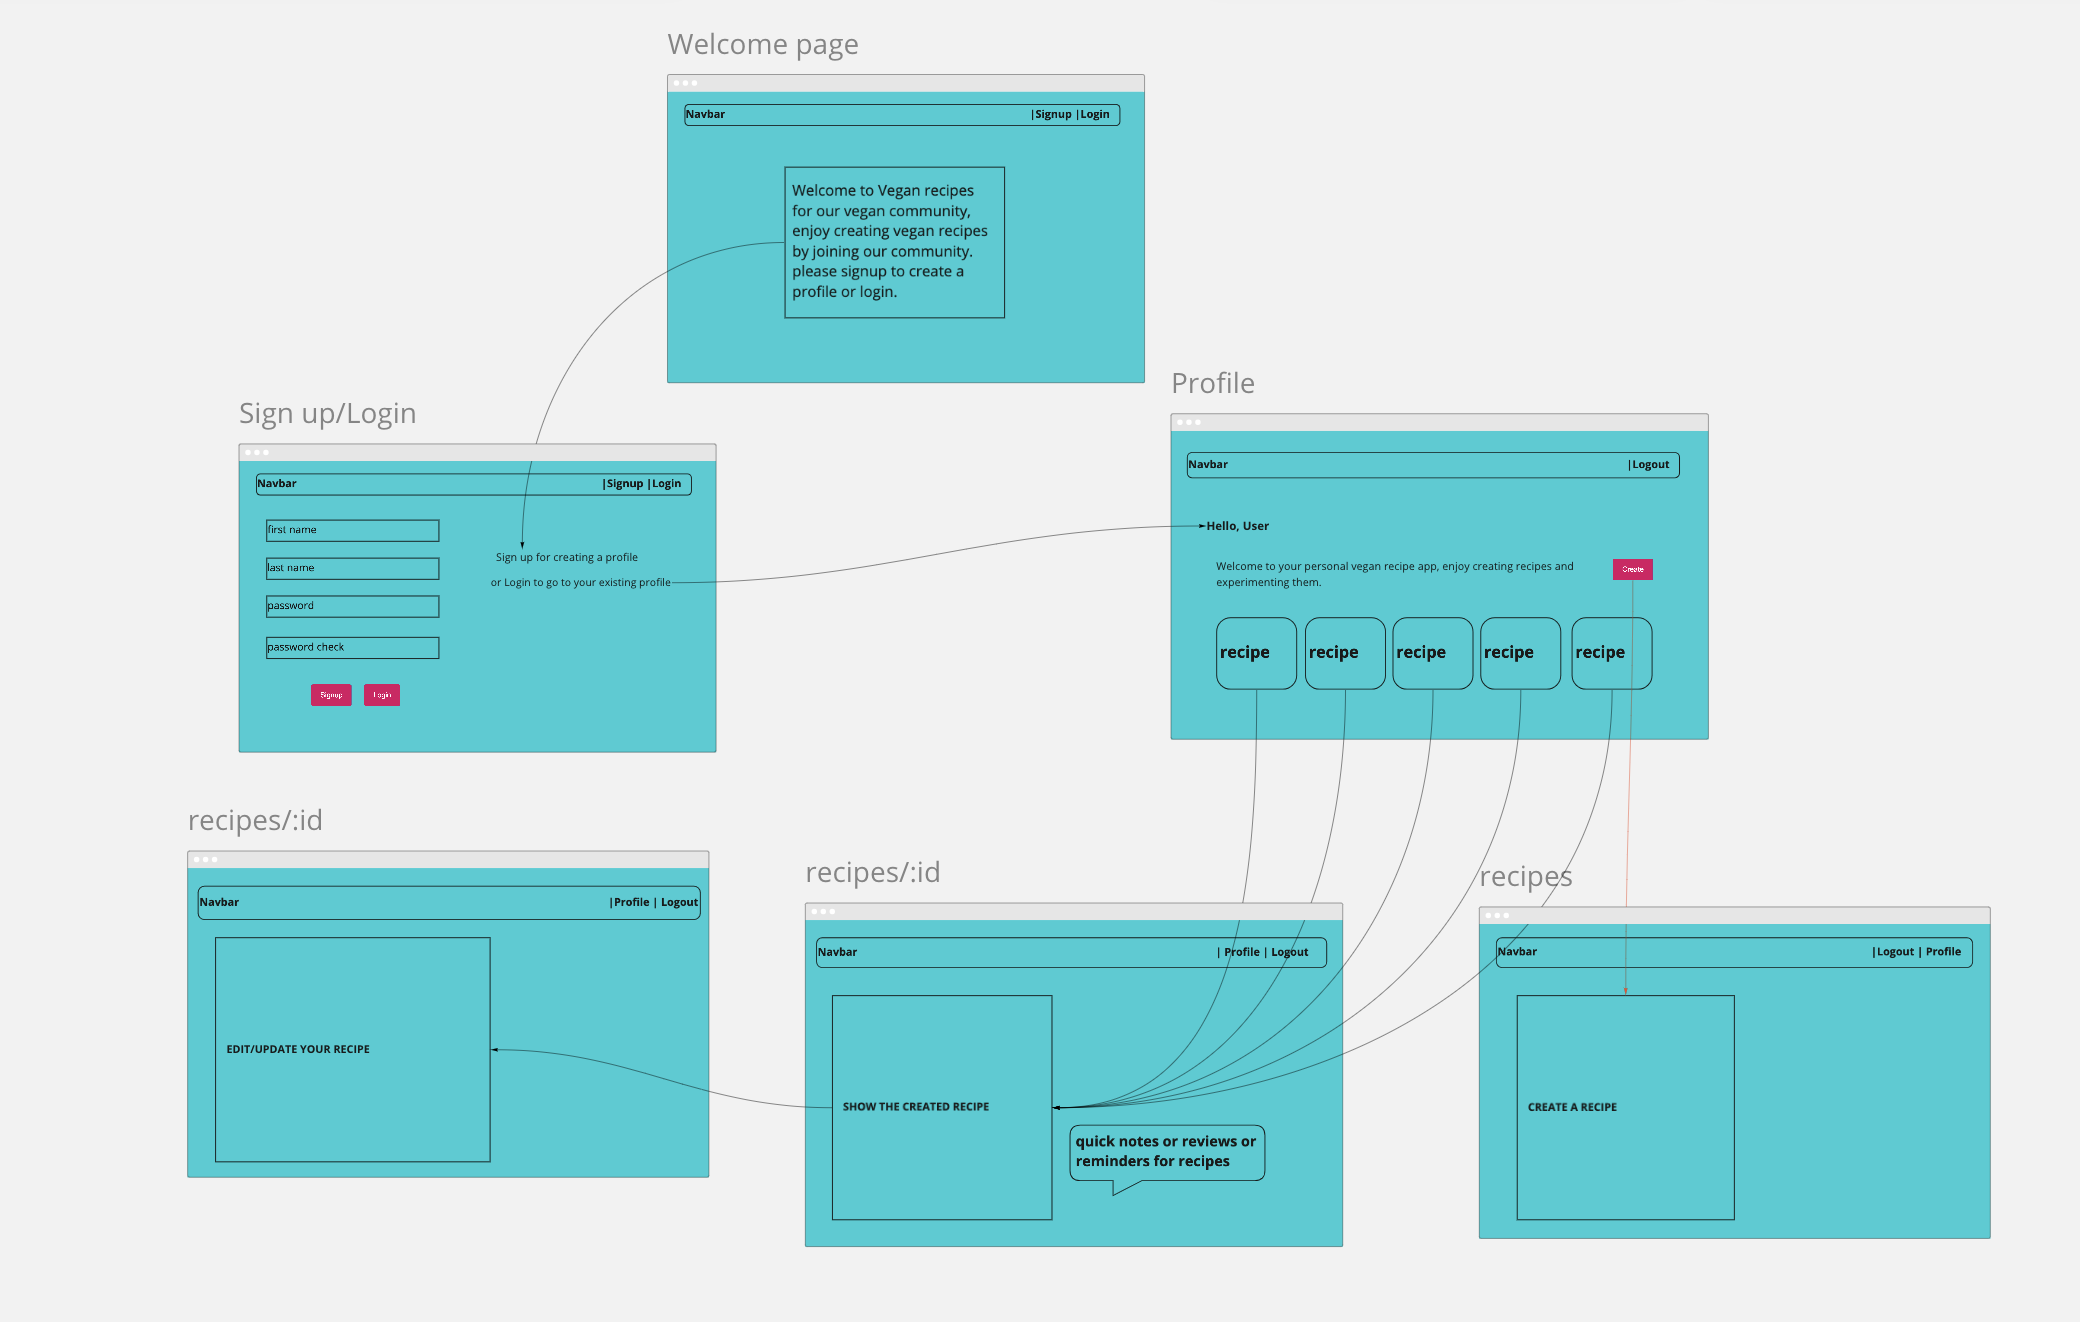 Welcome page
Navbar
|Signup |Login
Welcome to Vegan recipes
for our vegan community,
enjoy creating vegan recipes
by joining our community.
please signup to create a
profile or login.
Sign up/Login
Navbar
|Signup |Login
first name
last name
password
password check
Signup
Login
Sign up for creating a profile
or Login to go to your existing profile
Profile
Navbar
|Logout
Hello, User
Welcome to your personal vegan recipe app, enjoy creating recipes and
experimenting them.
Create
recipe
recipe
recipe
recipe
recipe
recipes/:id
Navbar
|Profile | Logout
EDIT/UPDATE YOUR RECIPE
recipes/:id
Navbar
| Profile | Logout
SHOW THE CREATED RECIPE
quick notes or reviews or
reminders for recipes
recipes
Navbar
|Logout | Profile
CREATE A RECIPE